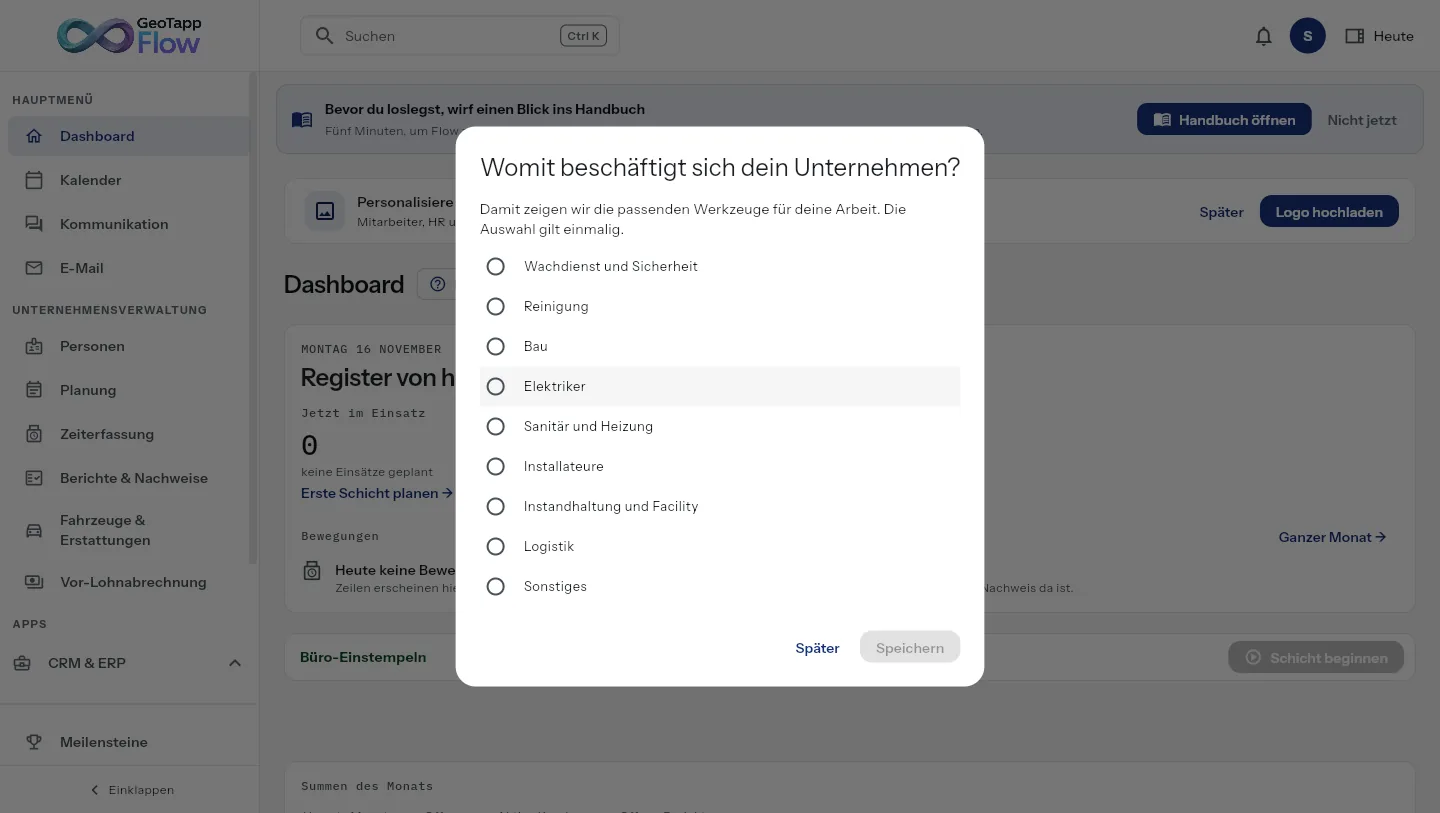 GeoTapp
Flow
Suchen
Ctrl K
S
Heute
HAUPTMENÜ
Dashboard
Kalender
Kommunikation
E-Mail
UNTERNEHMENSVERWALTUNG
Personen
Planung
Zeiterfassung
Berichte & Nachweise
Fahrzeuge &
Erstattungen
Vor-Lohnabrechnung
APPS
CRM & ERP
Meilensteine
Einklappen
Bevor du loslegst, wirf einen Blick ins Handbuch
Fünf Minuten, um Flow
Handbuch öffnen
Nicht jetzt
Personalisiere
Mitarbeiter, HR u
Später
Logo hochladen
Dashboard
MONTAG 16 NOVEMBER
Register von h
Jetzt im Einsatz
0
keine Einsätze geplant
Erste Schicht planen →
Bewegungen
Ganzer Monat →
Heute keine Bewe
Zeilen erscheinen hie
Nachweis da ist.
Büro-Einstempeln
Schicht beginnen
Summen des Monats
Womit beschäftigt sich dein Unternehmen?
Damit zeigen wir die passenden Werkzeuge für deine Arbeit. Die
Auswahl gilt einmalig.
Wachdienst und Sicherheit
Reinigung
Bau
Elektriker
Sanitär und Heizung
Installateure
Instandhaltung und Facility
Logistik
Sonstiges
Später
Speichern